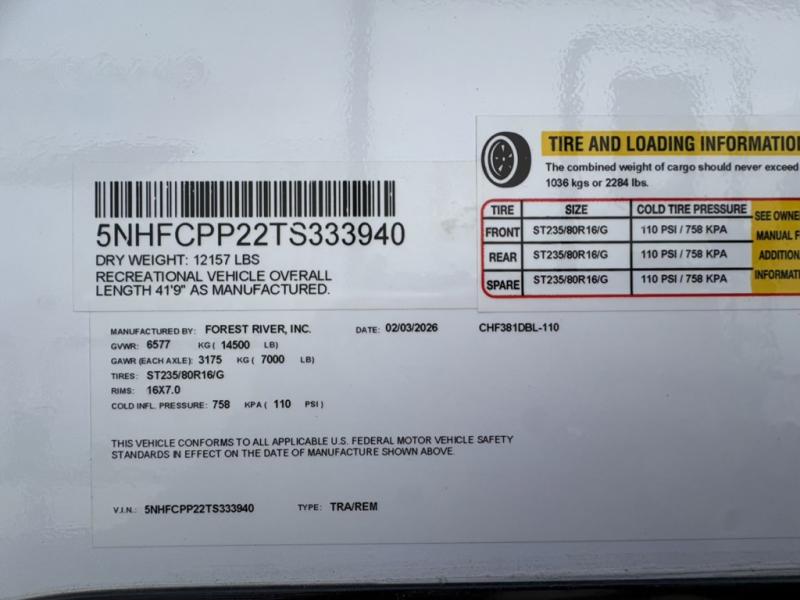 TIRE AND LOADING INFORMATION
The combined weight of cargo should never exceed
1036 kgs or 2284 lbs.
TIRE SIZE COLD TIRE PRESSURE
FRONT ST235/80R16/G 110 PSI / 758 KPA
REAR ST235/80R16/G 110 PSI / 758 KPA
SPARE ST235/80R16/G 110 PSI / 758 KPA
SEE OWNE
MANUAL F
ADDITION
INFORMAT
5NHFCPP22TS333940
DRY WEIGHT: 12157 LBS
RECREATIONAL VEHICLE OVERALL
LENGTH 41'9" AS MANUFACTURED.
MANUFACTURED BY: FOREST RIVER, INC. DATE: 02/03/2026 CHF381DBL-110
GVWR: 6577 KG ( 14500 LB)
GAWR (EACH AXLE): 3175 KG ( 7000 LB)
TIRES: ST235/80R16/G
RIMS: 16X7.0
COLD INFL. PRESSURE: 758 KPA ( 110 PSI )
THIS VEHICLE CONFORMS TO ALL APPLICABLE U.S. FEDERAL MOTOR VEHICLE SAFETY
STANDARDS IN EFFECT ON THE DATE OF MANUFACTURE SHOWN ABOVE.
V.I.N.: 5NHFCPP22TS333940 TYPE: TRA/REM